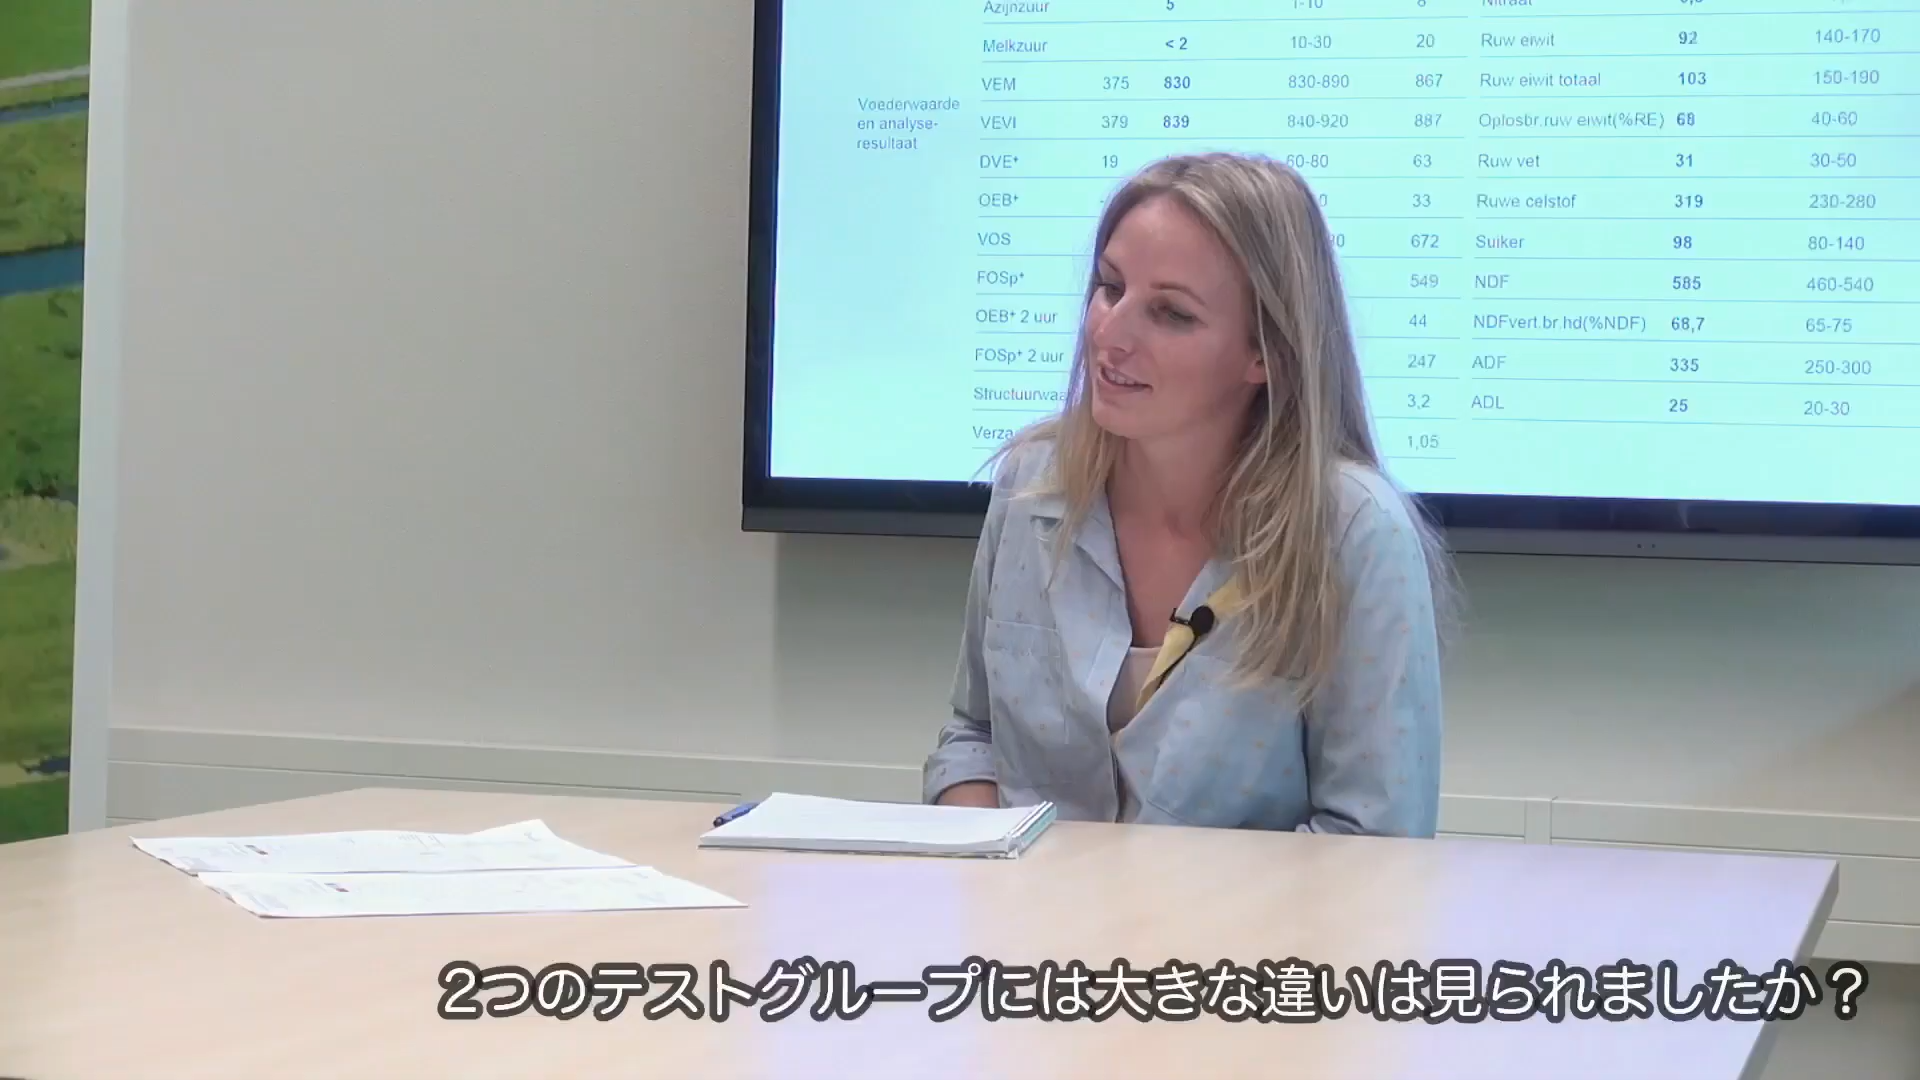 Azijnzuur 5 1-10 8
Melkzuur < 2 10-30 20
VEM 375 830 830-890 867
VEVI 379 839 840-920 887
DVE+ 19 60-80 63
OEB+ 33
VOS 672
FOSp+ 549
OEB+ 2 uur 44
FOSp+ 2 uur 247
3,2
1,05
Voederwaarde
en analyse-
resultaat
Nitraat
Ruw eiwit 92 140-170
Ruw eiwit totaal 103 150-190
Oplosbr.ruw eiwit(%RE) 68 40-60
Ruw vet 31 30-50
Ruwe celstof 319 230-280
Suiker 98 80-140
NDF 585 460-540
NDFvert.br.hd(%NDF) 68,7 65-75
ADF 335 250-300
ADL 25 20-30
2つのテストグループには大きな違いは見られましたか？